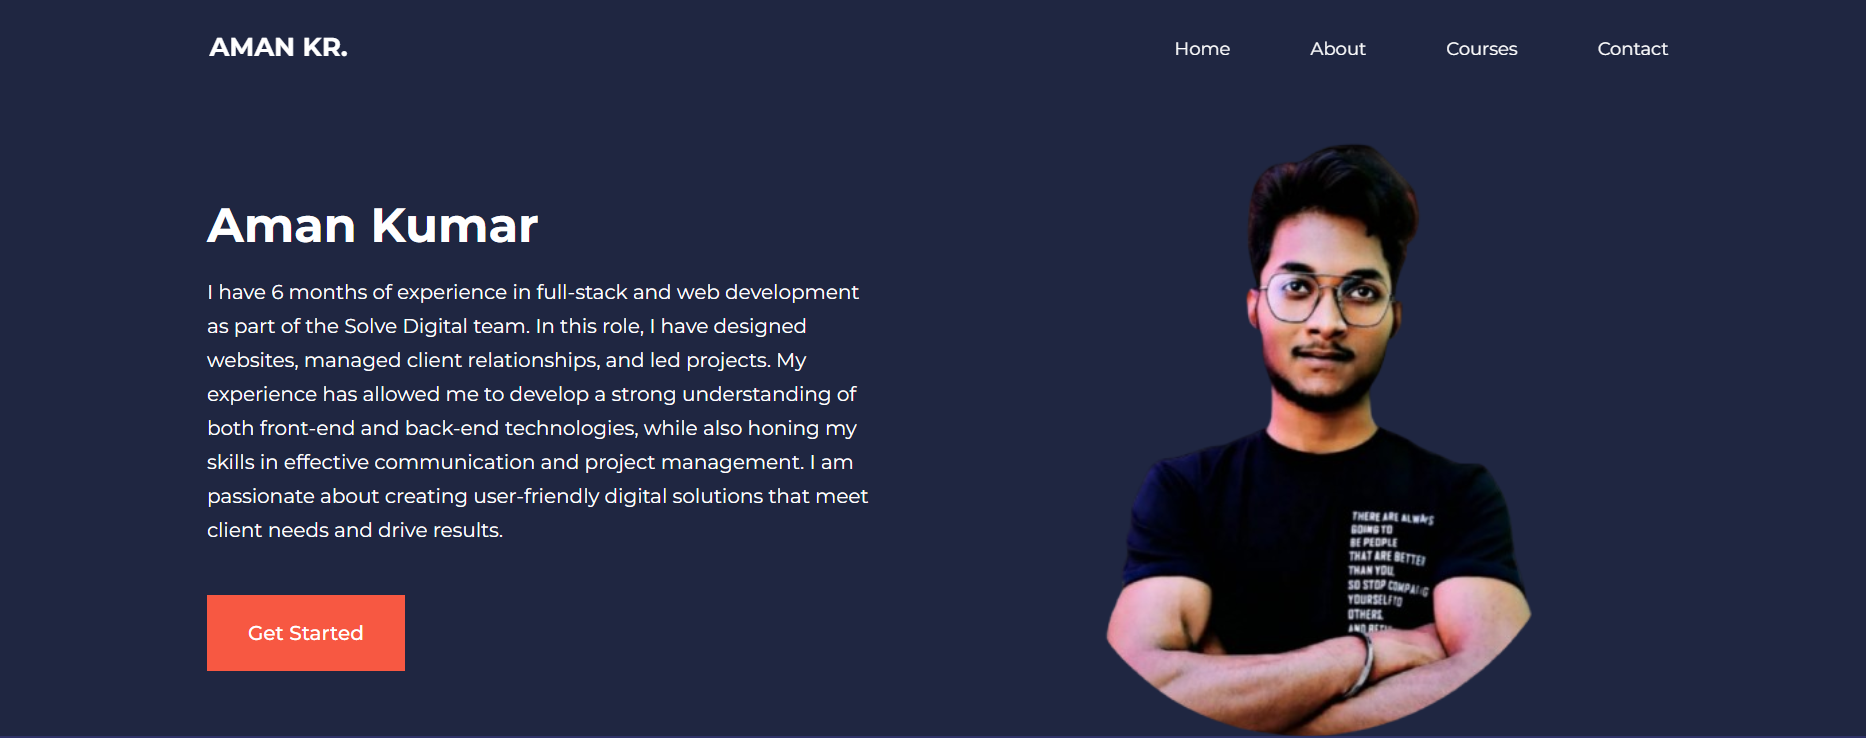 AMAN KR.
Home About Courses Contact
Aman Kumar
I have 6 months of experience in full-stack and web development
as part of the Solve Digital team. In this role, I have designed
websites, managed client relationships, and led projects. My
experience has allowed me to develop a strong understanding of
both front-end and back-end technologies, while also honing my
skills in effective communication and project management. I am
passionate about creating user-friendly digital solutions that meet
client needs and drive results.
Get Started
THERE ARE ALWAYS
GOING TO
BE PEOPLE
THAT ARE BETTER
THAN YOU,
SO STOP
YOURSELF TO
OTHERS.
AND